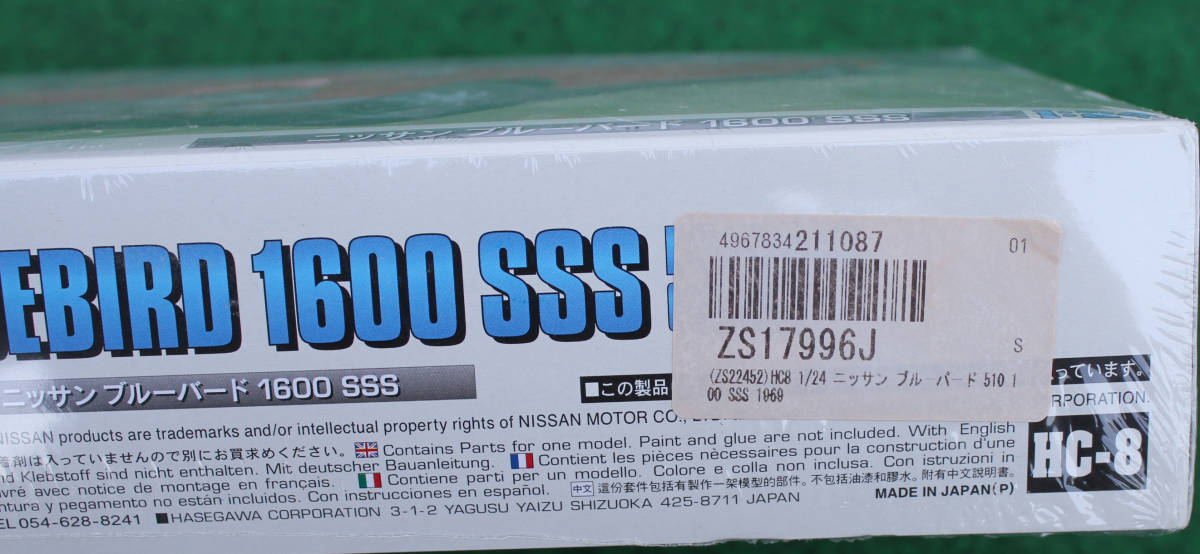 ニッサン ブルーバード 1600 SSS
EBIRD 1600 SSS
4967834211087 01
ZS17996J
S
(ZS22452)HC8 1/24 ニッサン ブルーバード 510 1
00 SSS 1969
ニッサン ブルーバード 1600 SSS
■この製品
っています。
NISSAN products are trademarks and/or intellectual property rights of NISSAN MOTOR CO.,
RPORATION.
着剤は入っていませんので別にお買求めください。 Contains Parts for one model. Paint and glue are not included. With English
nd Klebstoff sind nicht enthalten. Mit deutscher Bauanleitung. Contient les pièces nécessaires pour la construction d'une
ivré avec notice de montage en français. Contiene parti per un modello. Colore e colla non inclusa. Con istruzioni in
intura y pegamento no están incluidos. Con instrucciones en español. 中文 這份套件包括有製作一架模型的部件。不包括油漆和膠水。附有中文說明書。
TEL 054-628-8241 ■HASEGAWA CORPORATION 3-1-2 YAGUSU YAIZU SHIZUOKA 425-8711 JAPAN
MADE IN JAPAN(P)
HC-8